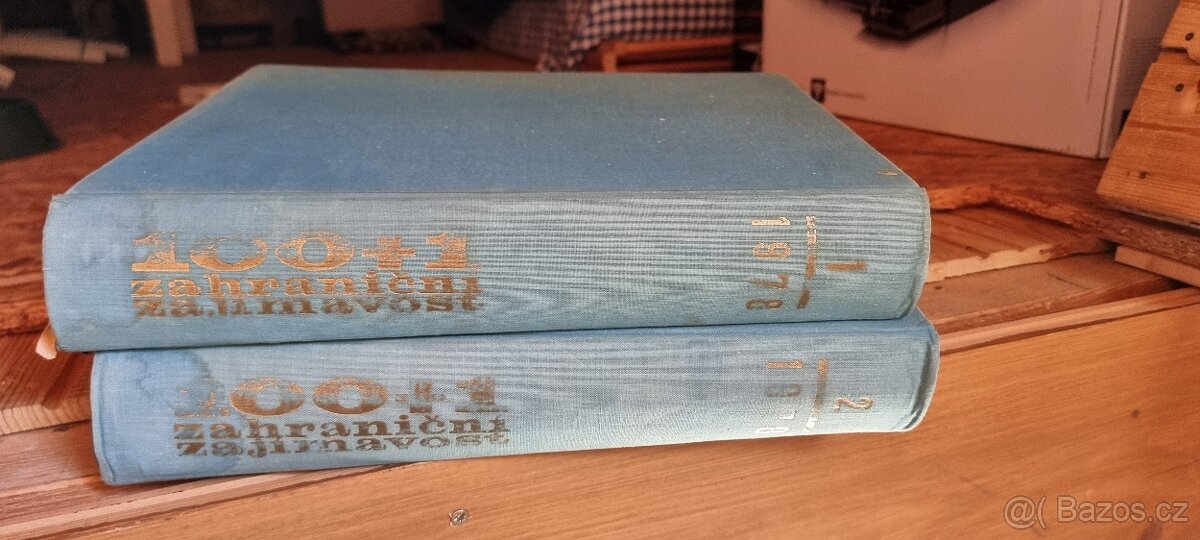 100+1
zahraniční
zajímavost
1978
1
100+1
zahraniční
zajímavost
1978
2
@( Bazos.cz